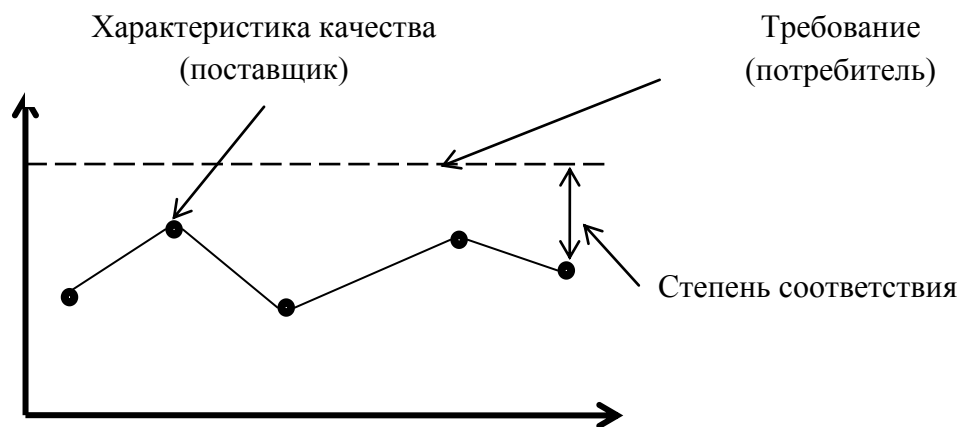 Характеристика качества
(поставщик)
Требование
(потребитель)
Степень соответствия